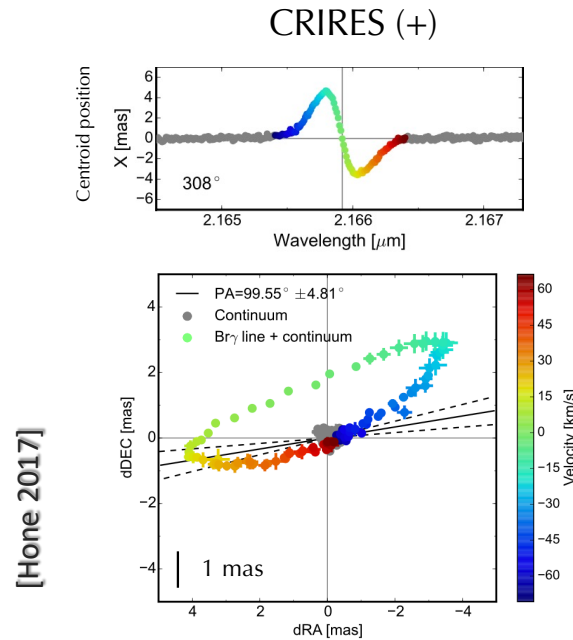 CRIRES (+)
Centroid position
X [mas]
6
4
2
0
−2
−4
−6
308°
2.165 2.166 2.167
Wavelength [μm]
PA=99.55° ±4.81°
Continuum
Brγ line + continuum
dDEC [mas]
4
2
0
−2
−4
1 mas
4 2 0 −2 −4
dRA [mas]
60
45
30
15
0
−15
−30
−45
−60
Velocity [km/s]
[Hone 2017]